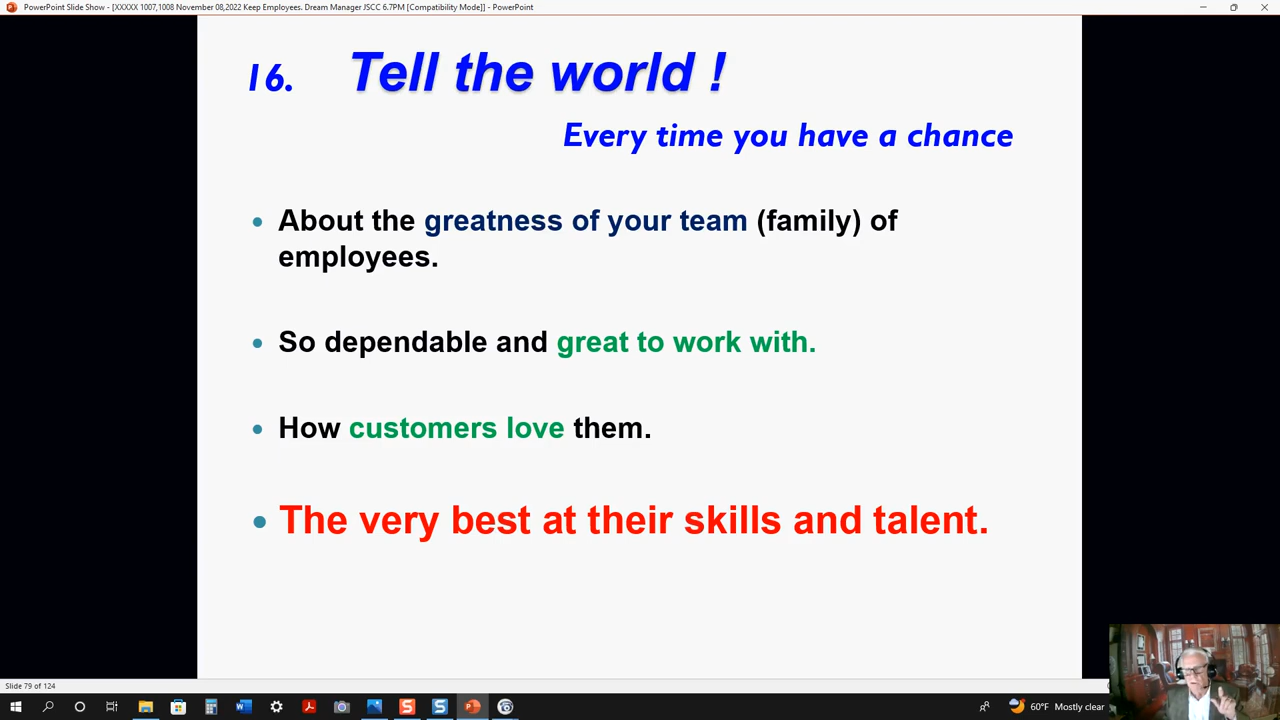 PowerPoint Slide Show - [XXXXX 1007,1008 November 08,2022 Keep Employees. Dream Manager JSCC 6.7PM [Compatibility Mode]] - PowerPoint
16. Tell the world !
Every time you have a chance
• About the greatness of your team (family) of
employees.
• So dependable and great to work with.
• How customers love them.
• The very best at their skills and talent.
Slide 79 of 124
60°F Mostly clear